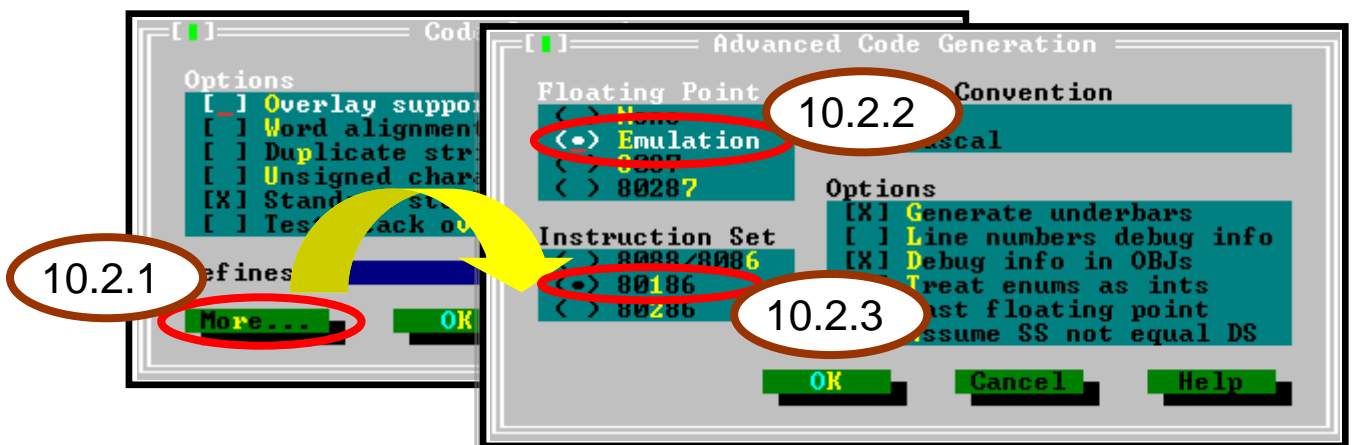 Code
Options
[_] Overlay suppor
[ ] Word alignment
[ ] Duplicate str
[ ] Unsigned chara
[X] Standard
[ ] Test
10.2.1
efines
More...
OK
Advanced Code Generation
Floating Point
Convention
10.2.2
( ) None
(•) Emulation
ascal
( ) 8087
( ) 80287
Options
[X] Generate underbars
[ ] Line numbers debug info
[X] Debug info in OBJs
Treat enums as ints
ast floating point
ssume SS not equal DS
Instruction Set
( ) 8088/8086
(•) 80186
( ) 80286
10.2.3
OK
Cancel
Help